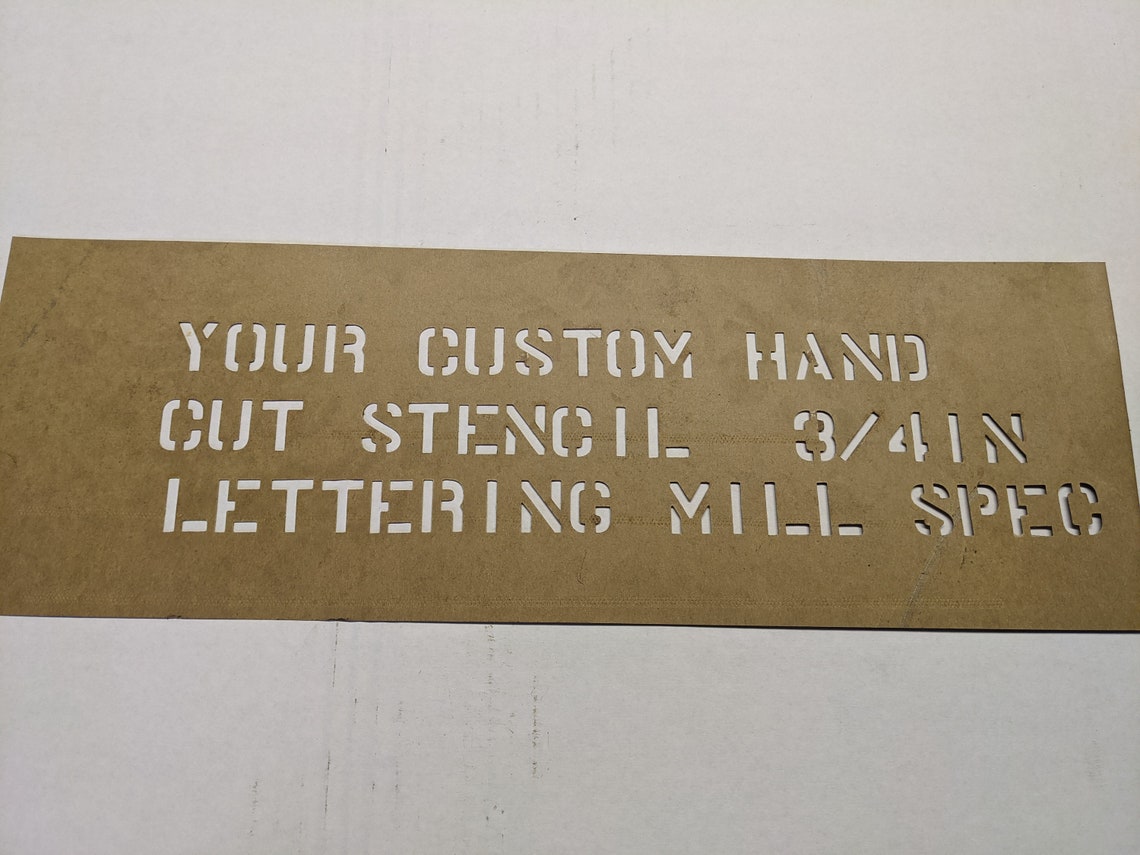 YOUR CUSTOM HAND
CUT STENCIL 3/4IN
LETTERING MILL SPEC